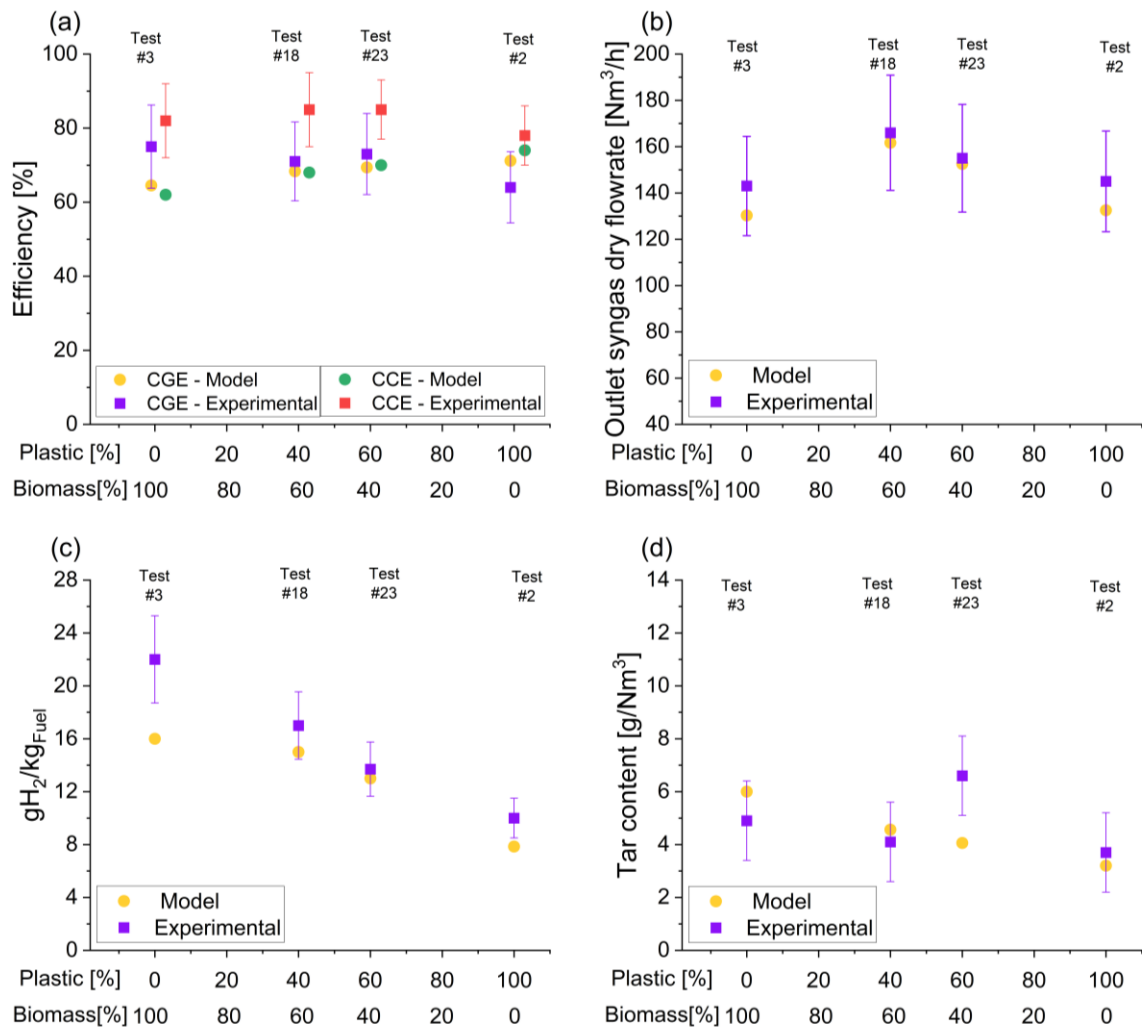 (a)
Test Test Test Test
#3 #18 #23 #2
100
80
60
40
20
0
Efficiency [%]
CGE - Model CCE - Model
CGE - Experimental CCE - Experimental
Plastic [%] 0 20 40 60 80 100
Biomass[%] 100 80 60 40 20 0
(b)
Test Test Test Test
#3 #18 #23 #2
200
180
160
140
120
100
80
60
40
Outlet syngas dry flowrate [Nm³/h]
Model
Experimental
Plastic [%] 0 20 40 60 80 100
Biomass[%] 100 80 60 40 20 0
(c)
Test Test Test Test
#3 #18 #23 #2
28
24
20
16
12
8
4
0
gH₂/kg_Fuel
Model
Experimental
Plastic [%] 0 20 40 60 80 100
Biomass[%] 100 80 60 40 20 0
(d)
Test Test Test Test
#3 #18 #23 #2
14
12
10
8
6
4
2
0
Tar content [g/Nm³]
Model
Experimental
Plastic [%] 0 20 40 60 80 100
Biomass[%] 100 80 60 40 20 0